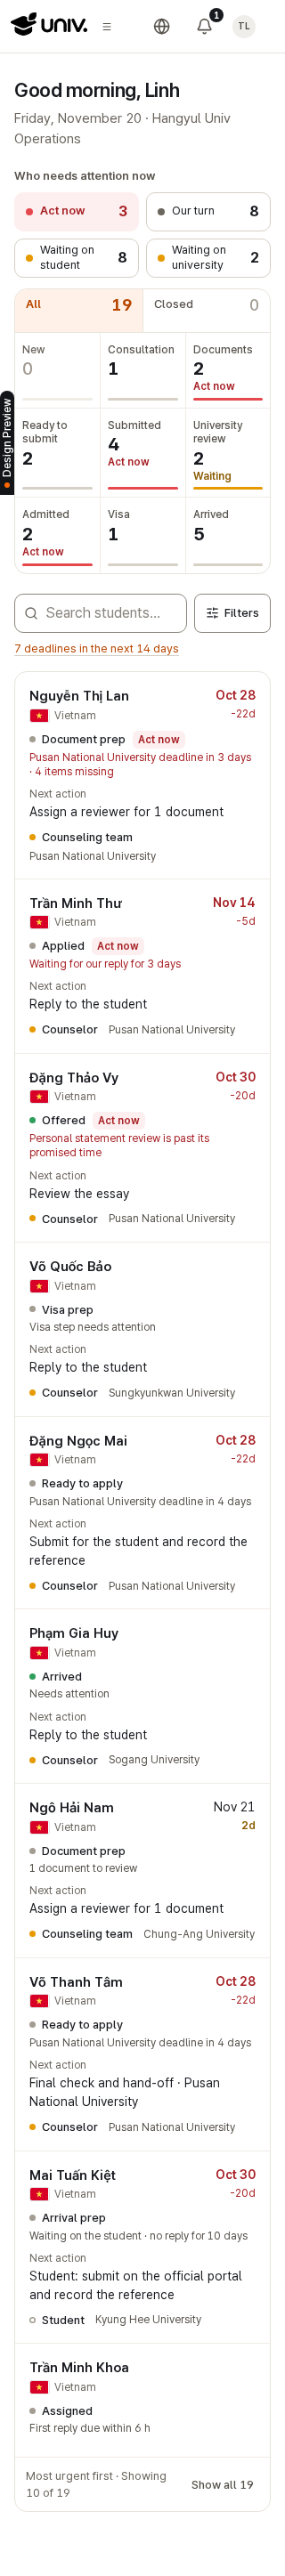 univ.
1
TL
Good morning, Linh
Friday, November 20 · Hangyul Univ
Operations
Who needs attention now
Act now 3
Our turn 8
Waiting on
student
8
Waiting on
university
2
All 19
Closed 0
New
0
Consultation
1
Documents
2
Act now
Ready to
submit
2
Submitted
4
Act now
University
review
2
Waiting
Design Preview
Admitted
2
Act now
Visa
1
Arrived
5
Search students...
Filters
7 deadlines in the next 14 days
Nguyễn Thị Lan Oct 28
Vietnam -22d
Document prep Act now
Pusan National University deadline in 3 days
· 4 items missing
Next action
Assign a reviewer for 1 document
Counseling team
Pusan National University
Trần Minh Thư Nov 14
Vietnam -5d
Applied Act now
Waiting for our reply for 3 days
Next action
Reply to the student
Counselor Pusan National University
Đặng Thảo Vy Oct 30
Vietnam -20d
Offered Act now
Personal statement review is past its
promised time
Next action
Review the essay
Counselor Pusan National University
Võ Quốc Bảo
Vietnam
Visa prep
Visa step needs attention
Next action
Reply to the student
Counselor Sungkyunkwan University
Đặng Ngọc Mai Oct 28
Vietnam -22d
Ready to apply
Pusan National University deadline in 4 days
Next action
Submit for the student and record the
reference
Counselor Pusan National University
Phạm Gia Huy
Vietnam
Arrived
Needs attention
Next action
Reply to the student
Counselor Sogang University
Ngô Hải Nam Nov 21
Vietnam 2d
Document prep
1 document to review
Next action
Assign a reviewer for 1 document
Counseling team Chung-Ang University
Võ Thanh Tâm Oct 28
Vietnam -22d
Ready to apply
Pusan National University deadline in 4 days
Next action
Final check and hand-off · Pusan
National University
Counselor Pusan National University
Mai Tuấn Kiệt Oct 30
Vietnam -20d
Arrival prep
Waiting on the student · no reply for 10 days
Next action
Student: submit on the official portal
and record the reference
Student Kyung Hee University
Trần Minh Khoa
Vietnam
Assigned
First reply due within 6 h
Most urgent first · Showing
10 of 19
Show all 19